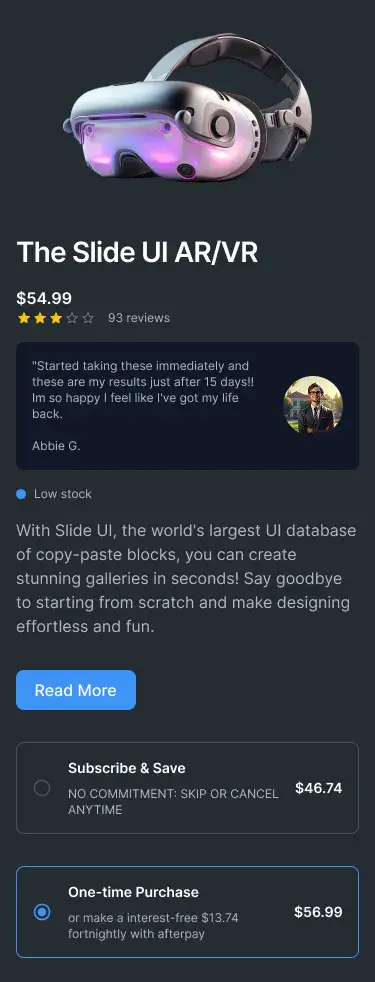 The Slide UI AR/VR
$54.99
93 reviews
"Started taking these immediately and
these are my results just after 15 days!!
Im so happy I feel like I've got my life
back.
Abbie G.
Low stock
With Slide UI, the world's largest UI database
of copy-paste blocks, you can create
stunning galleries in seconds! Say goodbye
to starting from scratch and make designing
effortless and fun.
Read More
Subscribe & Save
NO COMMITMENT: SKIP OR CANCEL
ANYTIME
$46.74
One-time Purchase
or make a interest-free $13.74
fortnightly with afterpay
$56.99